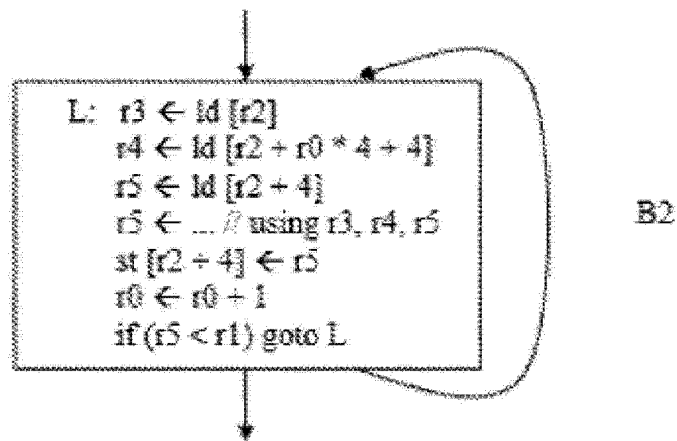 L: r3 ← ld [r2]
r4 ← ld [r2 + r0 * 4 + 4]
r5 ← ld [r2 + 4]
r5 ← ... // using r3, r4, r5
st [r2 + 4] ← r5
r0 ← r0 + 1
if (r5 < r1) goto L
B2